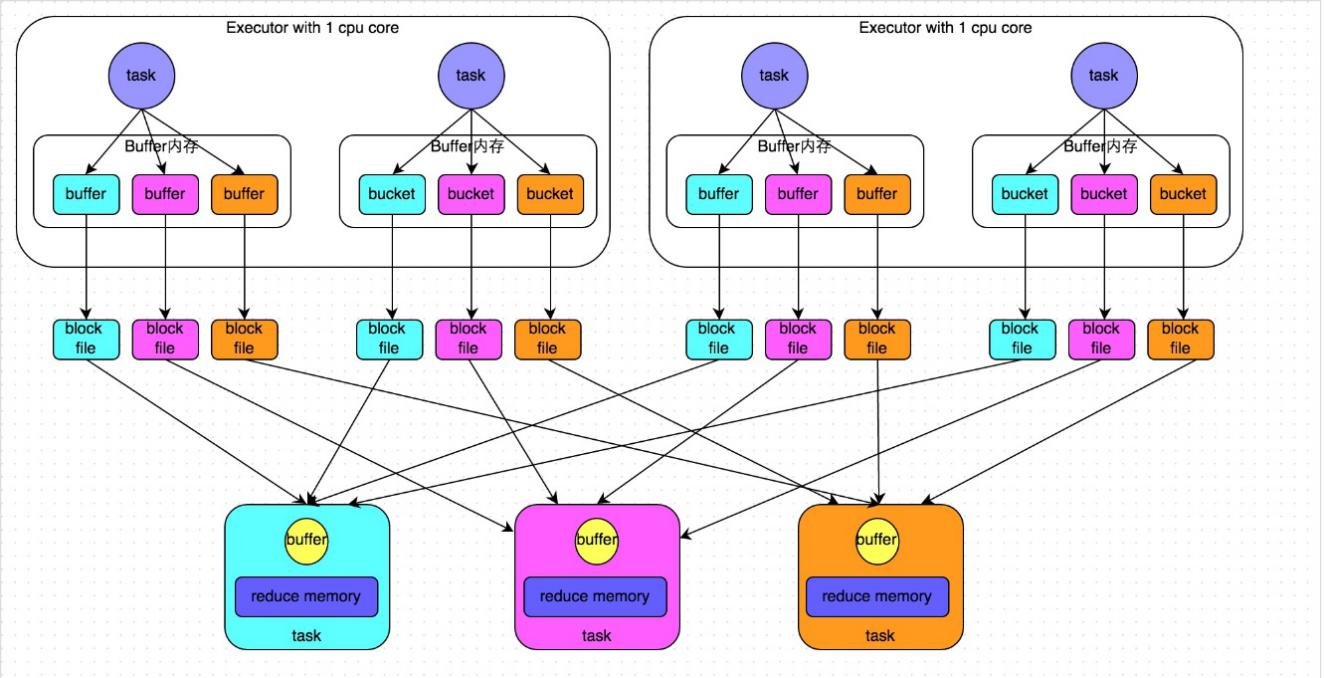 Executor with 1 cpu core
Executor with 1 cpu core
task
task
task
task
Buffer内存
Buffer内存
Buffer内存
Buffer内存
buffer
buffer
buffer
bucket
bucket
bucket
buffer
buffer
buffer
bucket
bucket
bucket
block
file
block
file
block
file
block
file
block
file
block
file
block
file
block
file
block
file
block
file
block
file
block
file
buffer
reduce memory
task
buffer
reduce memory
task
buffer
reduce memory
task